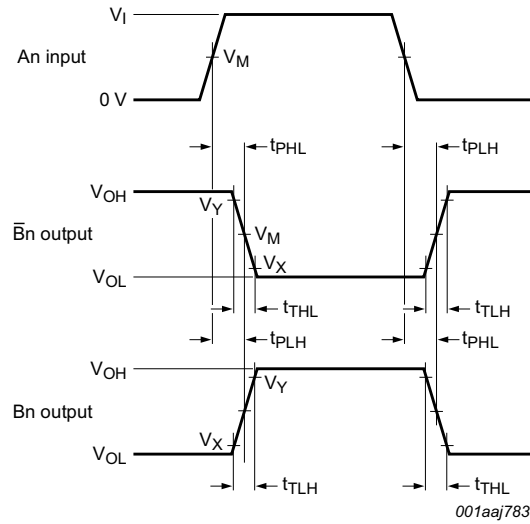 VI
An input
VM
0 V
tPHL
tPLH
VOH
VY
B̄n output
VM
VX
VOL
tTHL
tTLH
tPLH
tPHL
VOH
VY
Bn output
VX
VOL
tTLH
tTHL
001aaj783